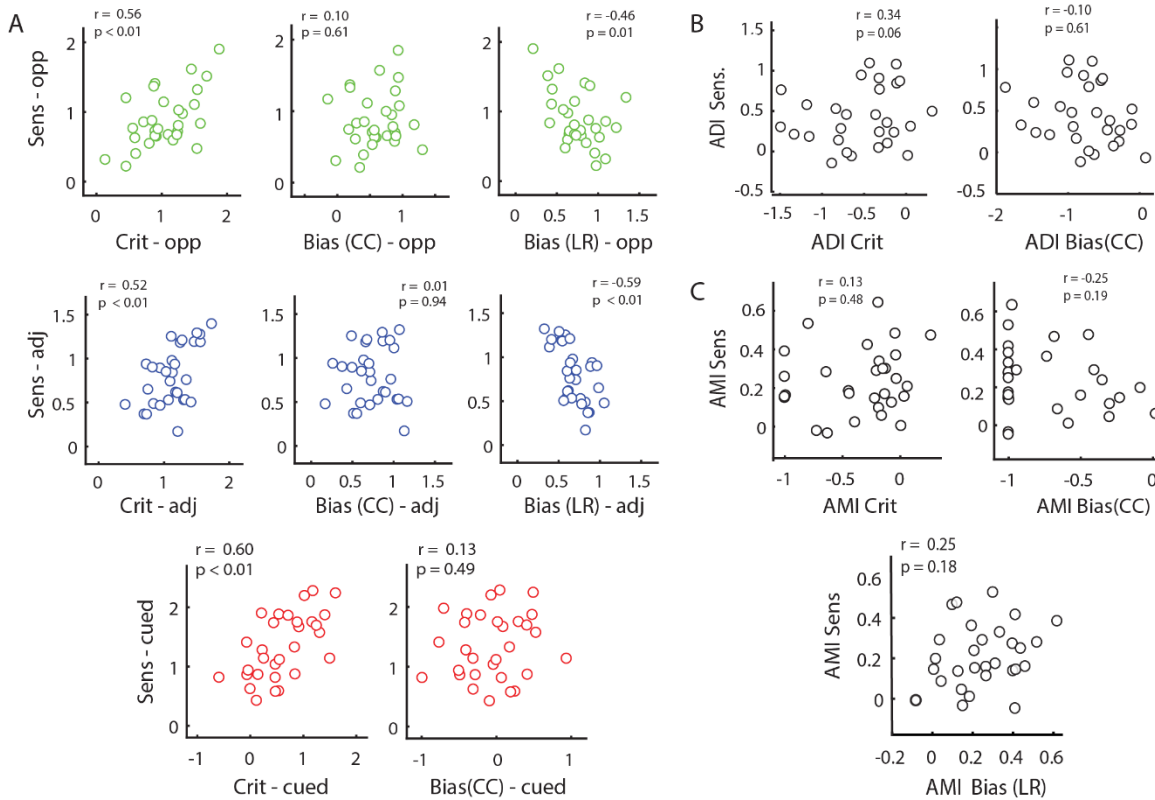 A
r = 0.56
p < 0.01
2
1
0
Sens - opp
0 1 2
Crit - opp
r = 0.10
p = 0.61
2
1
0
0 1
Bias (CC) - opp
r = -0.46
p = 0.01
2
1
0
0 0.5 1.0 1.5
Bias (LR) - opp
B
r = 0.34
p = 0.06
1.5
1
0.5
0
0.5
ADI Sens.
-1.5 -0.5 0
ADI Crit
r = -0.10
p = 0.61
1.5
1
0.5
0
-0.5
-2 -1 0
ADI Bias(CC)
r = 0.52
p < 0.01
1.5
1
0.5
0
Sens - adj
0 1 2
Crit - adj
r = 0.01
p = 0.94
1.5
1
0.5
0
0 0.5 1 1.5
Bias (CC) - adj
r = -0.59
p < 0.01
1.5
1
0.5
0
0 0.5 1 1.5
Bias (LR) - adj
C
r = 0.13
p = 0.48
0.6
0.4
0.2
0
AMI Sens
-1 -0.5 0
AMI Crit
r = -0.25
p = 0.19
0.6
0.4
0.2
0
-1 -0.5 0
AMI Bias(CC)
r = 0.60
p < 0.01
2
1
0
Sens - cued
-1 0 1 2
Crit - cued
r = 0.13
p = 0.49
2
1
0
-1 0 1
Bias(CC) - cued
r = 0.25
p = 0.18
0.6
0.4
0.2
0
AMI Sens
-0.2 0 0.2 0.4 0.6
AMI Bias (LR)